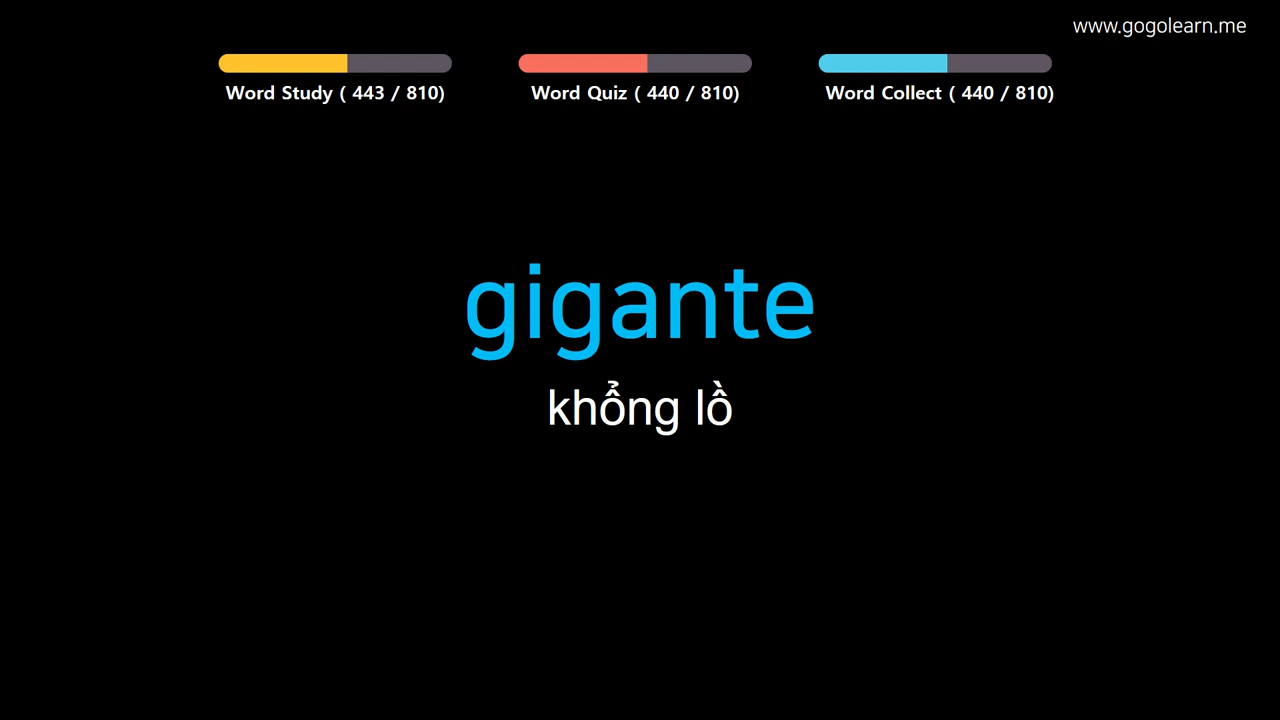 www.gogolearn.me
Word Study ( 443 / 810)
Word Quiz ( 440 / 810)
Word Collect ( 440 / 810)
gigante
khổng lồ